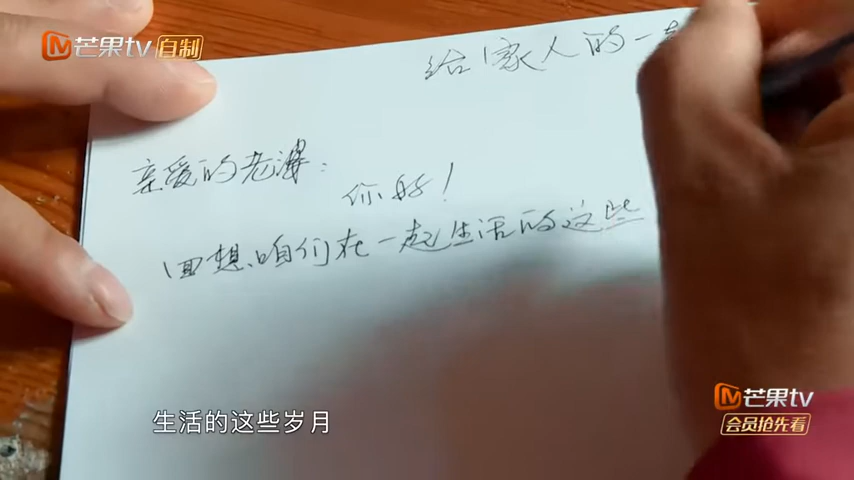 芒果tv 自制
给家人的一
亲爱的老婆：
你好！
回想咱们在一起生活的这些
生活的这些岁月
芒果tv
会员抢先看